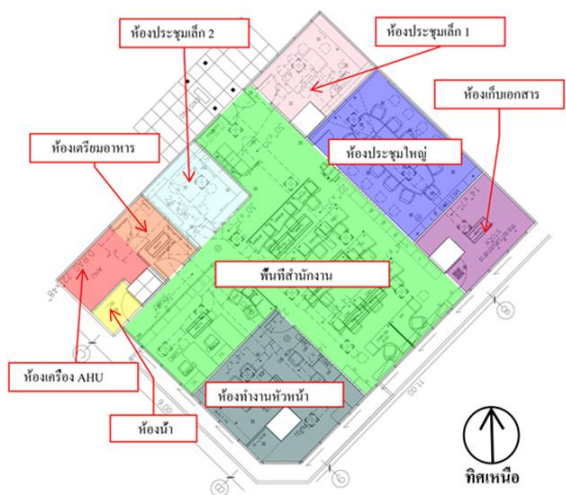 ห้องประชุมเล็ก 2
ห้องประชุมเล็ก 1
ห้องเก็บเอกสาร
ห้องเตรียมอาหาร
ห้องประชุมใหญ่
พื้นที่สำนักงาน
ห้องเครื่อง AHU
ห้องทำงานหัวหน้า
ห้องน้ำ
11.00
9.00
ทิศเหนือ